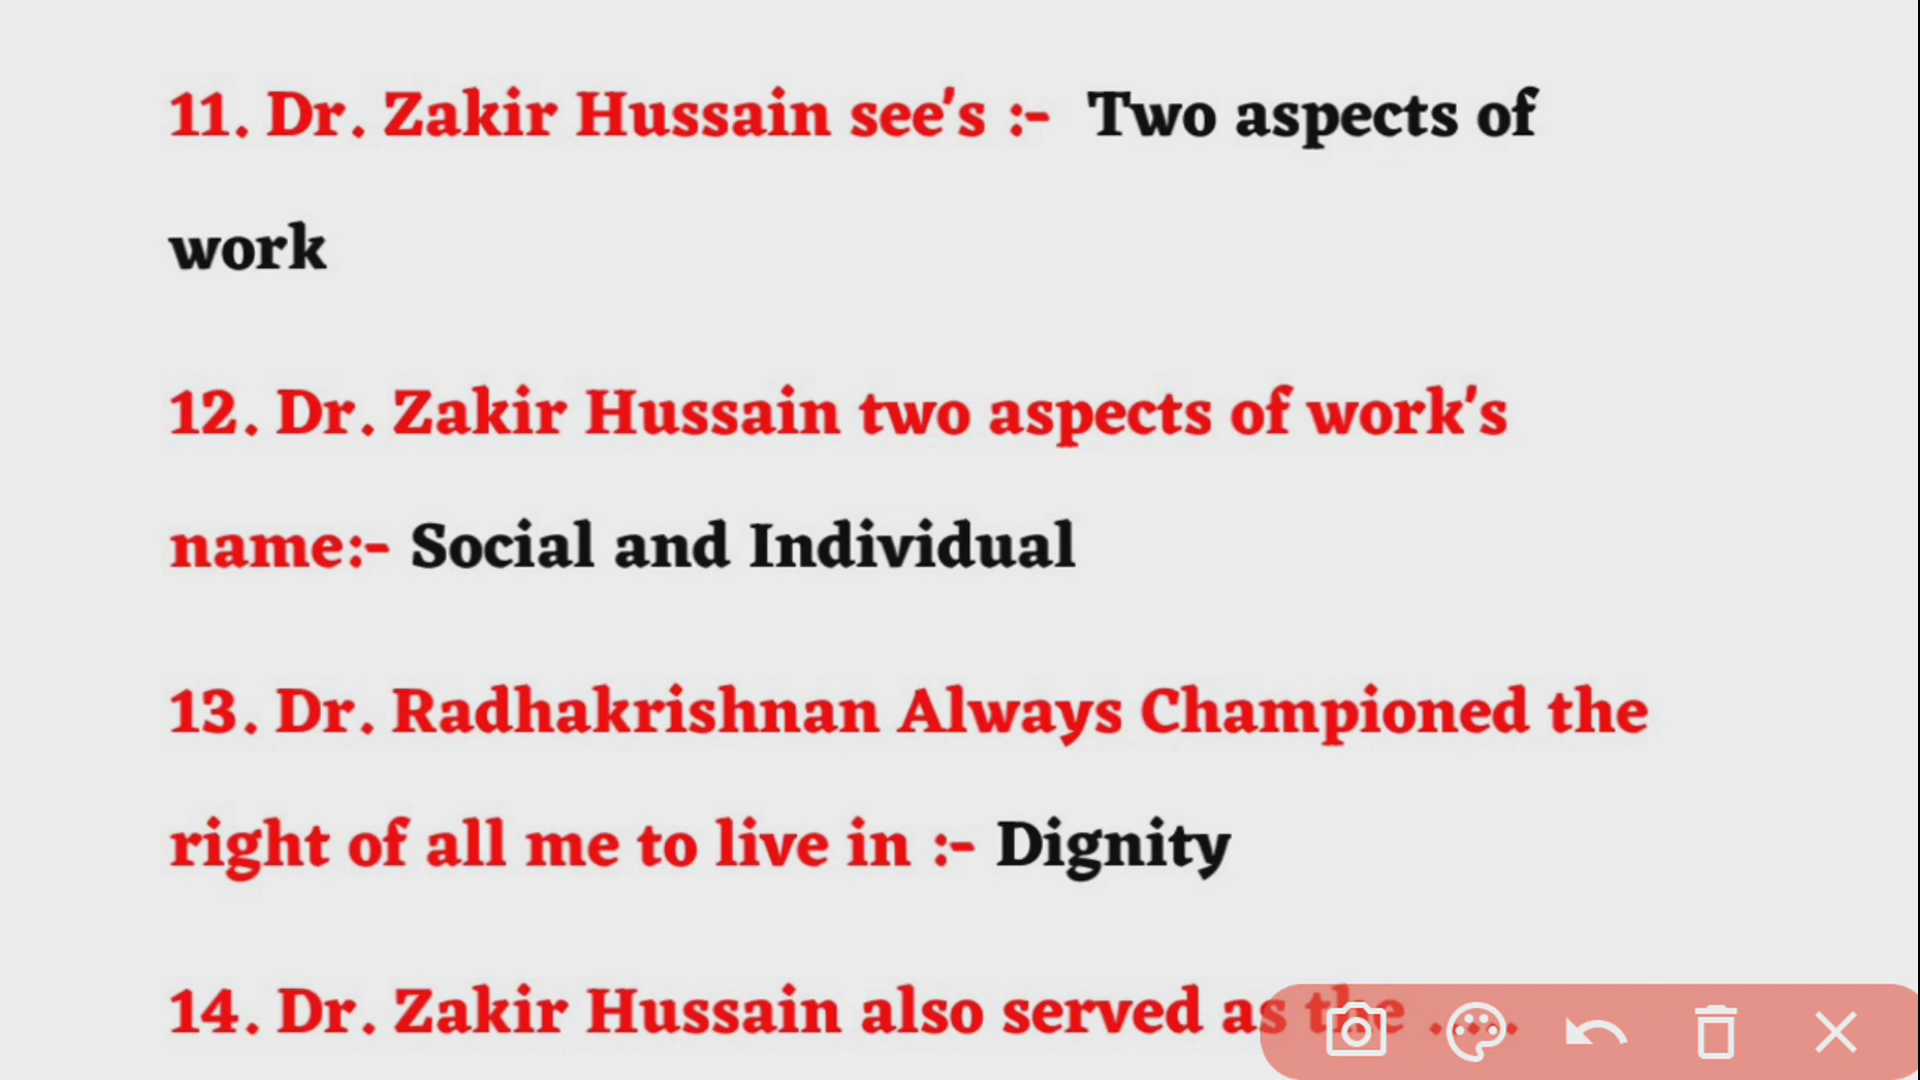 11. Dr. Zakir Hussain see's :- Two aspects of
work
12. Dr. Zakir Hussain two aspects of work's
name:- Social and Individual
13. Dr. Radhakrishnan Always Championed the
right of all me to live in :- Dignity
14. Dr. Zakir Hussain also served as the ....